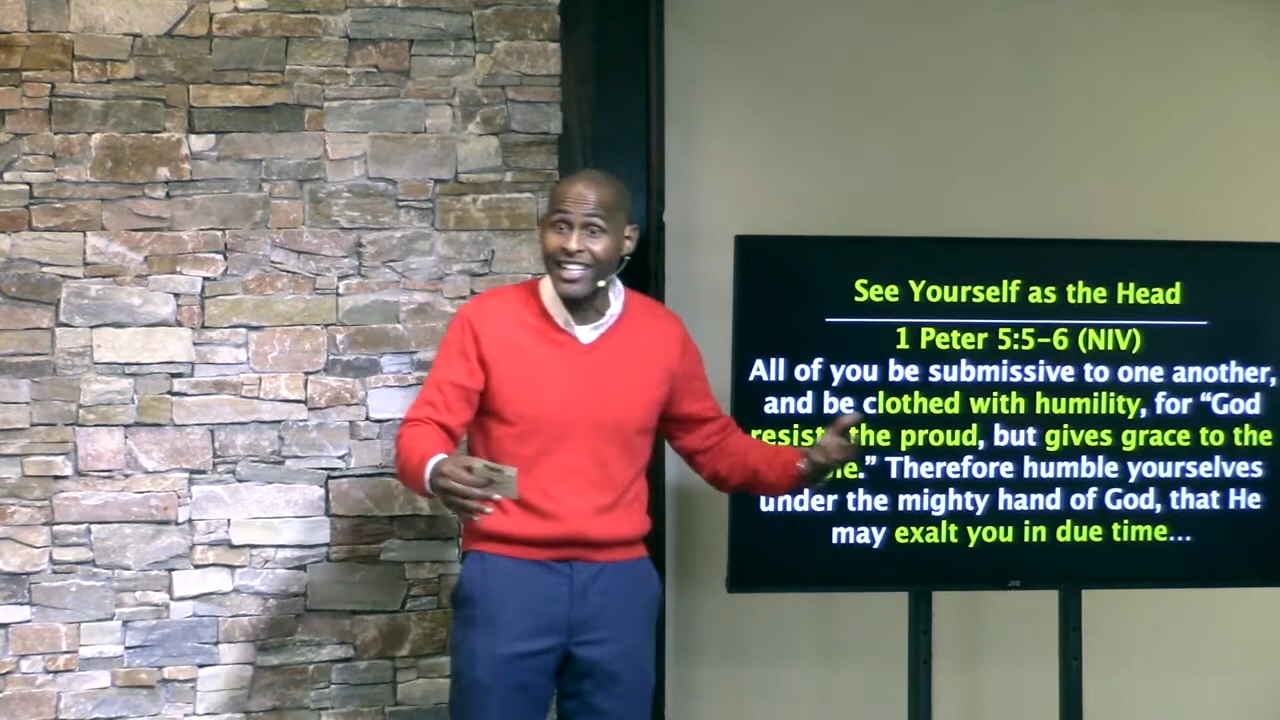 See Yourself as the Head
1 Peter 5:5-6 (NIV)
All of you be submissive to one another,
and be clothed with humility, for “God
the proud, but gives grace to the
Therefore humble yourselves
under the mighty hand of God, that He
may exalt you in due time...
JVC